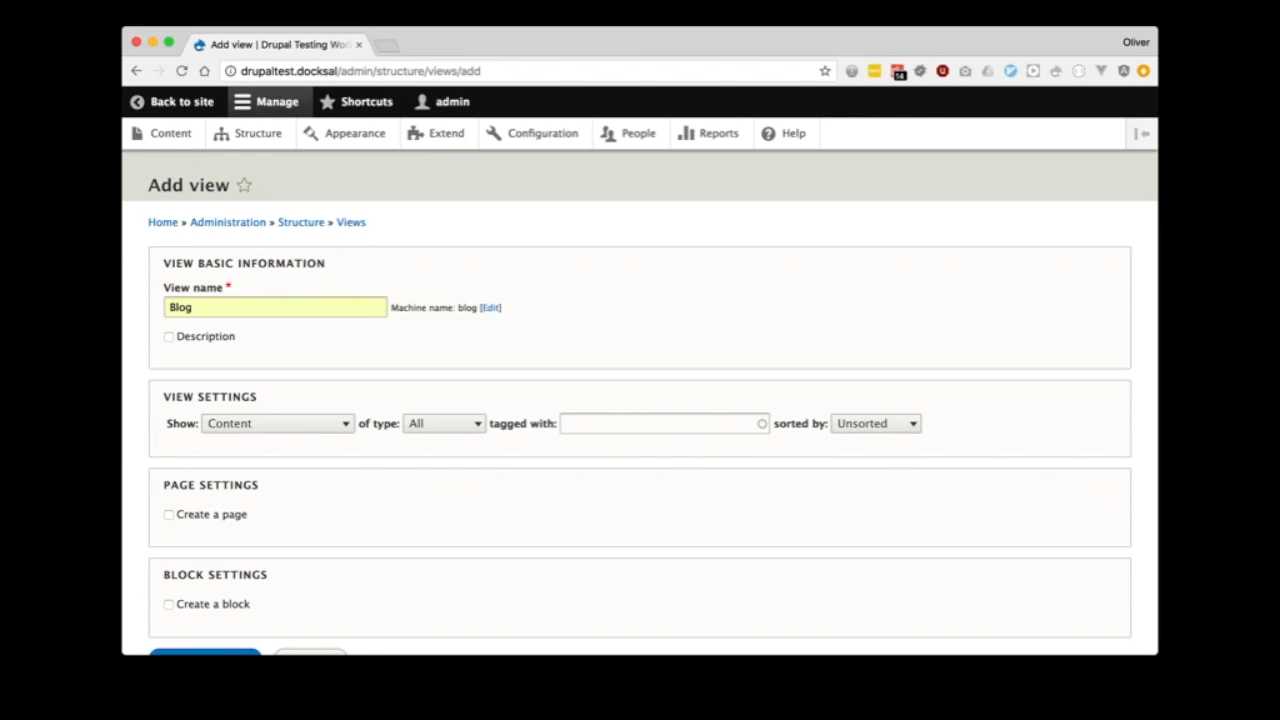 Add view | Drupal Testing Wo
Oliver
drupaltest.docksal/admin/structure/views/add
14
Back to site Manage Shortcuts admin
Content Structure Appearance Extend Configuration People Reports Help
Add view
Home » Administration » Structure » Views
VIEW BASIC INFORMATION
View name *
Blog Machine name: blog [Edit]
Description
VIEW SETTINGS
Show: Content of type: All tagged with: sorted by: Unsorted
PAGE SETTINGS
Create a page
BLOCK SETTINGS
Create a block